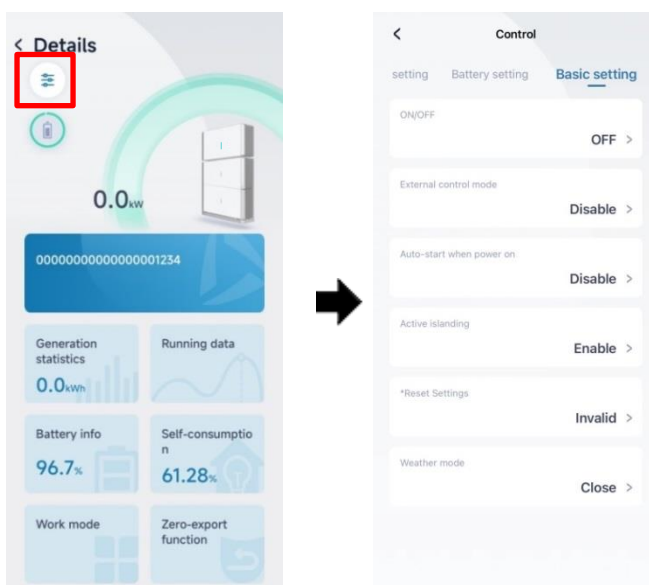 < Details
0.0kW
00000000000000001234
Generation
statistics
0.0kWh
Running data
Battery info
96.7%
Self-consumptio
n
61.28%
Work mode
Zero-export
function
< Control
setting Battery setting Basic setting
ON/OFF
OFF >
External control mode
Disable >
Auto-start when power on
Disable >
Active islanding
Enable >
*Reset Settings
Invalid >
Weather mode
Close >